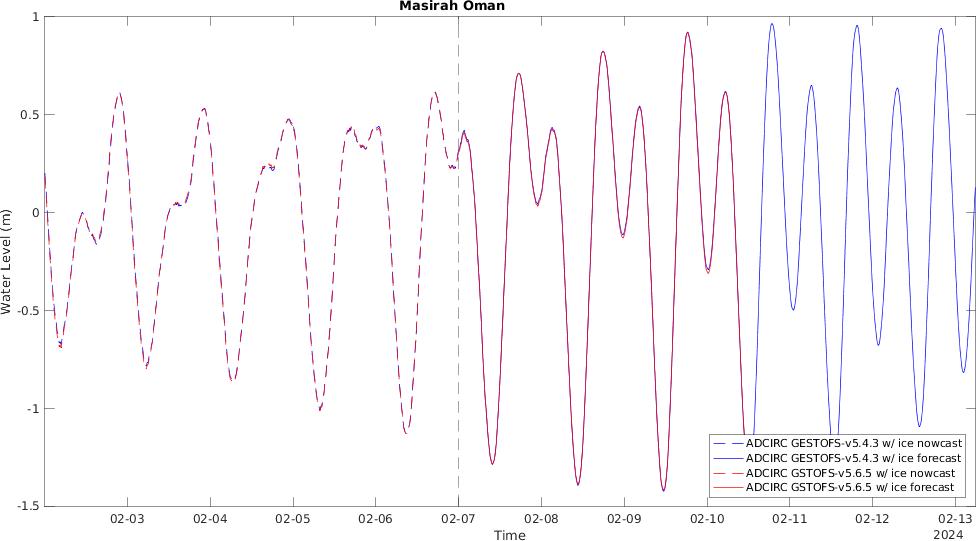 Masirah Oman
1
0.5
0
-0.5
-1
-1.5
Water Level (m)
ADCIRC GESTOFS-v5.4.3 w/ ice nowcast
ADCIRC GESTOFS-v5.4.3 w/ ice forecast
ADCIRC GSTOFS-v5.6.5 w/ ice nowcast
ADCIRC GSTOFS-v5.6.5 w/ ice forecast
02-03 02-04 02-05 02-06 02-07 02-08 02-09 02-10 02-11 02-12 02-13
Time
2024